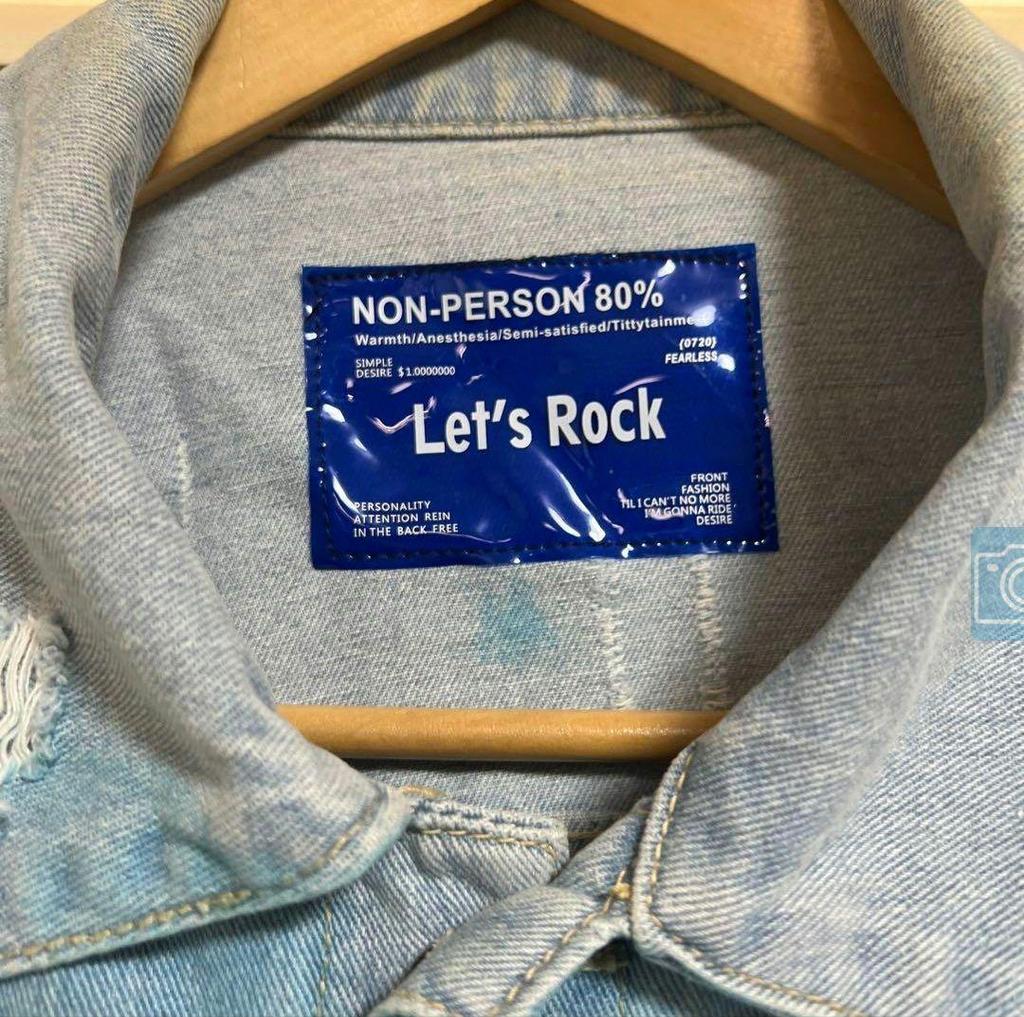 NON-PERSON 80%
Warmth/Anesthesia/Semi-satisfied/Tittytainme
(0720)
FEARLESS
SIMPLE
DESIRE $1.0000000
Let's Rock
PERSONALITY
ATTENTION REIN
IN THE BACK FREE
FRONT
FASHION
TIL I CAN'T NO MORE
I'M GONNA RIDE
DESIRE